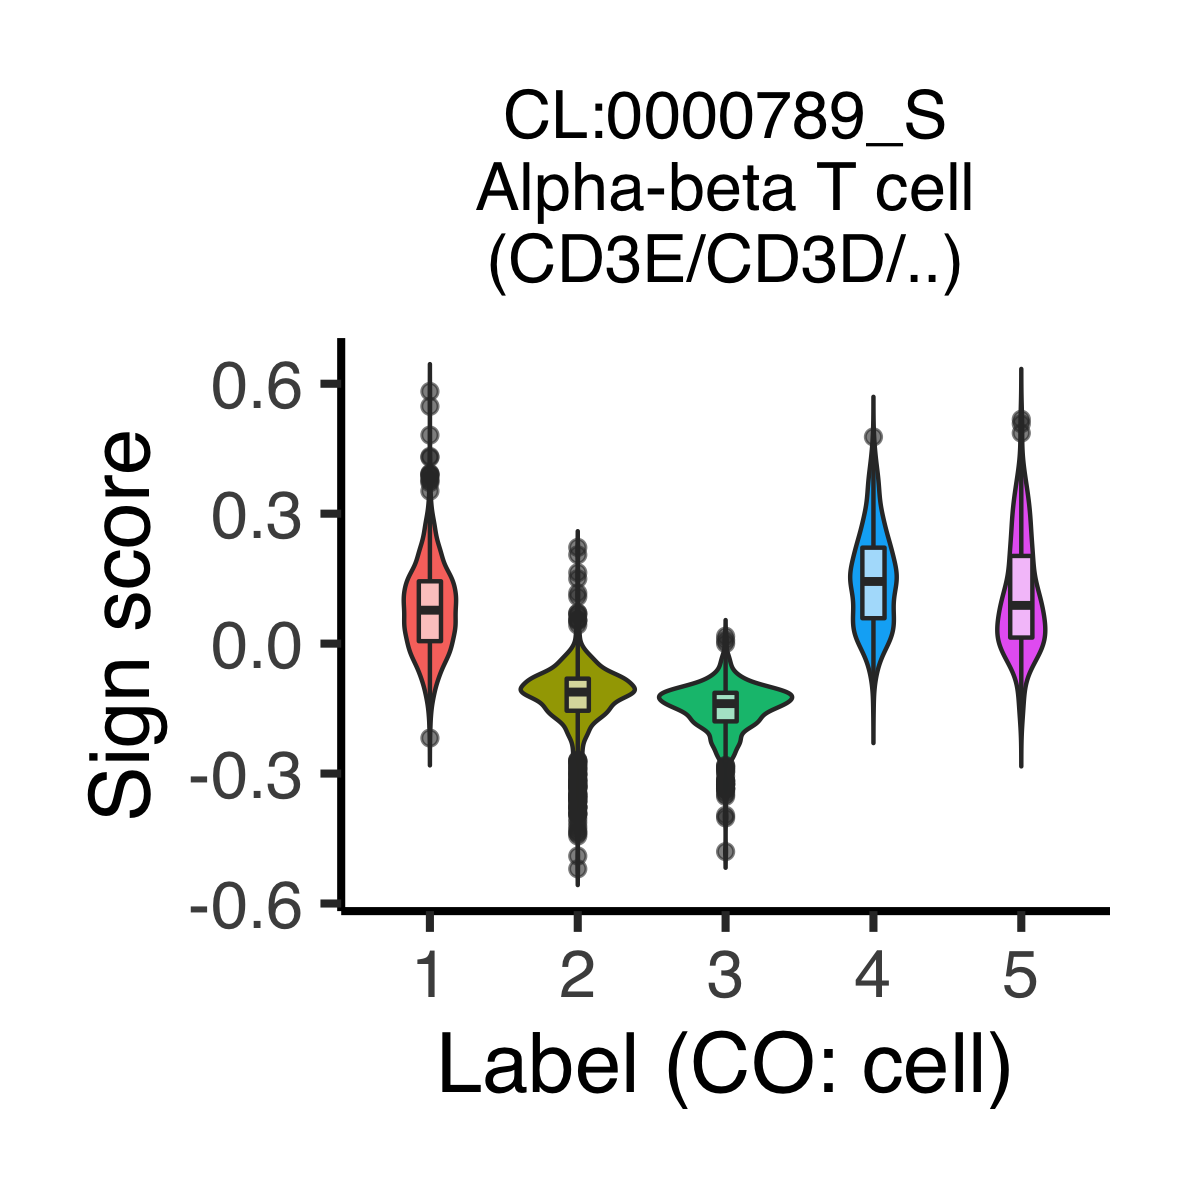 CL:0000789_S
Alpha-beta T cell
(CD3E/CD3D/..)
Sign score
0.6
0.3
0.0
-0.3
-0.6
1 2 3 4 5
Label (CO: cell)